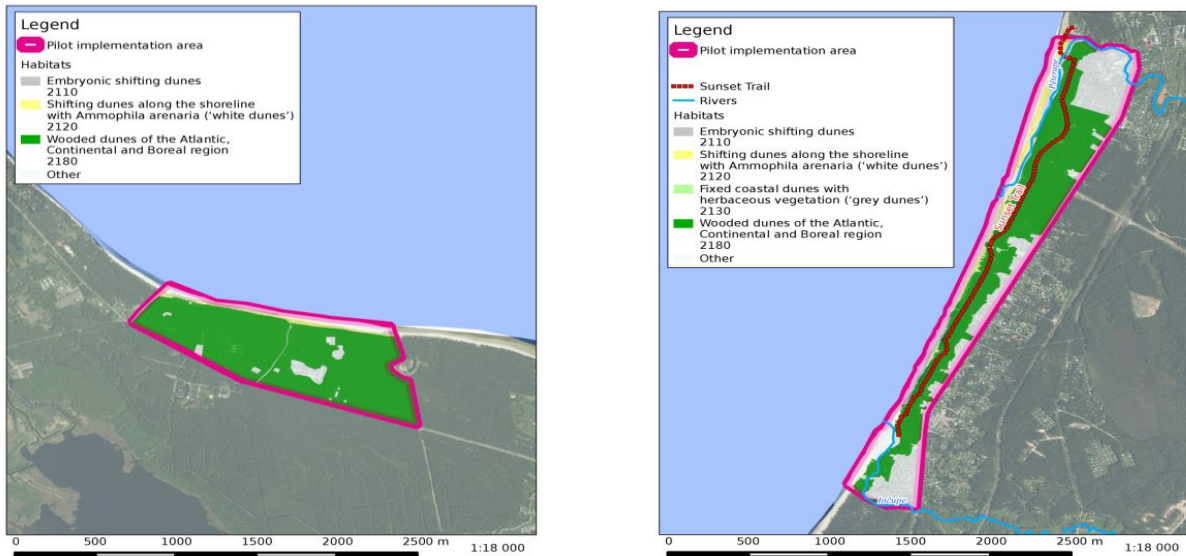 Legend
Pilot implementation area
Habitats
Embryonic shifting dunes
2110
Shifting dunes along the shoreline
with Ammophila arenaria (‘white dunes’)
2120
Wooded dunes of the Atlantic,
Continental and Boreal region
2180
Other
0 500 1000 1500 2000 2500 m
1:18 000
Legend
Pilot implementation area
Sunset Trail
Rivers
Habitats
Embryonic shifting dunes
2110
Shifting dunes along the shoreline
with Ammophila arenaria (‘white dunes’)
2120
Fixed coastal dunes with
herbaceous vegetation (‘grey dunes’)
2130
Wooded dunes of the Atlantic,
Continental and Boreal region
2180
Other
Sunset Trail
Inčupe
0 500 1000 1500 2000 2500 m
1:18 000